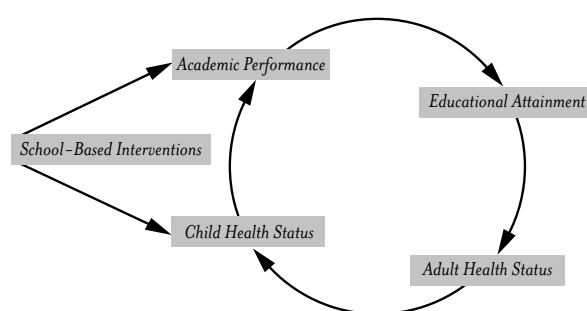 Academic Performance
Educational Attainment
School-Based Interventions
Child Health Status
Adult Health Status